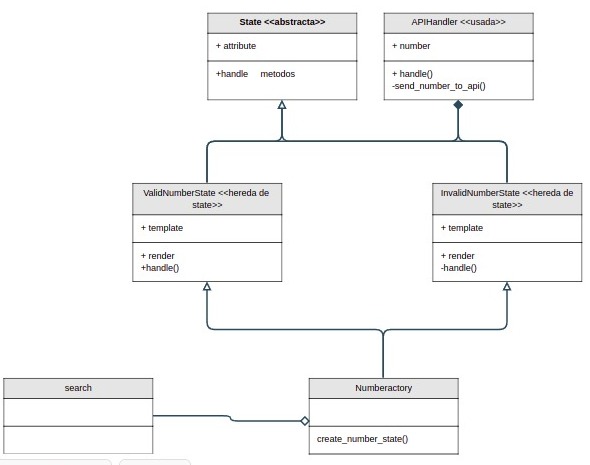 State <<abstracta>>
+ attribute
+handle metodos
APIHandler <<usada>>
+ number
+ handle()
-send_number_to_api()
ValidNumberState <<hereda de
state>>
+ template
+ render
+handle()
InvalidNumberState <<hereda de
state>>
+ template
+ render
-handle()
search
Numberactory
create_number_state()